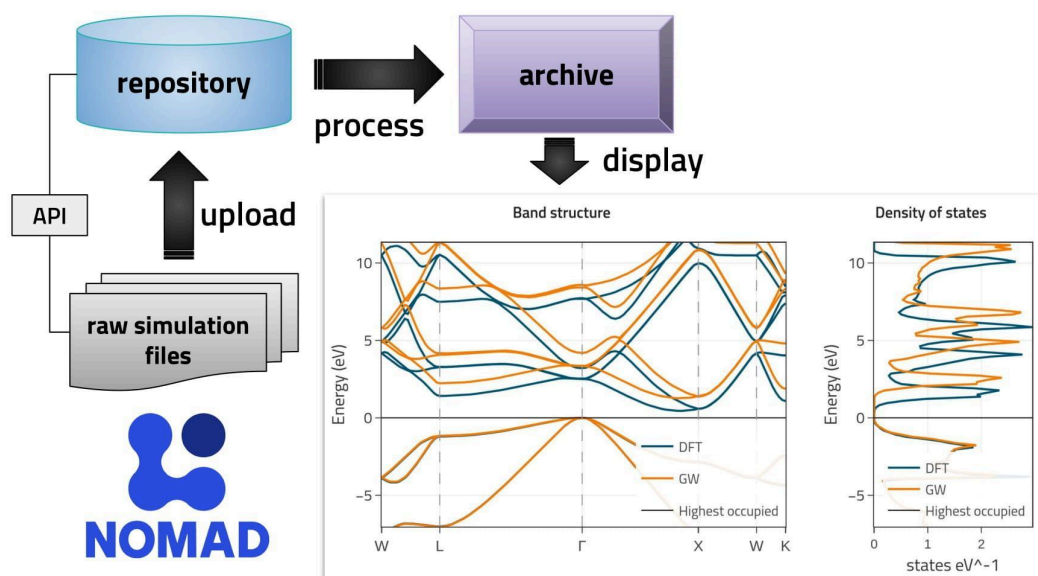 repository
process
archive
display
API
upload
raw simulation
files
NOMAD
Band structure
Energy (eV)
10
5
0
−5
W
L
Γ
X
W
K
DFT
GW
Highest occupied
Density of states
Energy (eV)
10
5
0
−5
0
1
2
states eV^-1
DFT
GW
Highest occupied